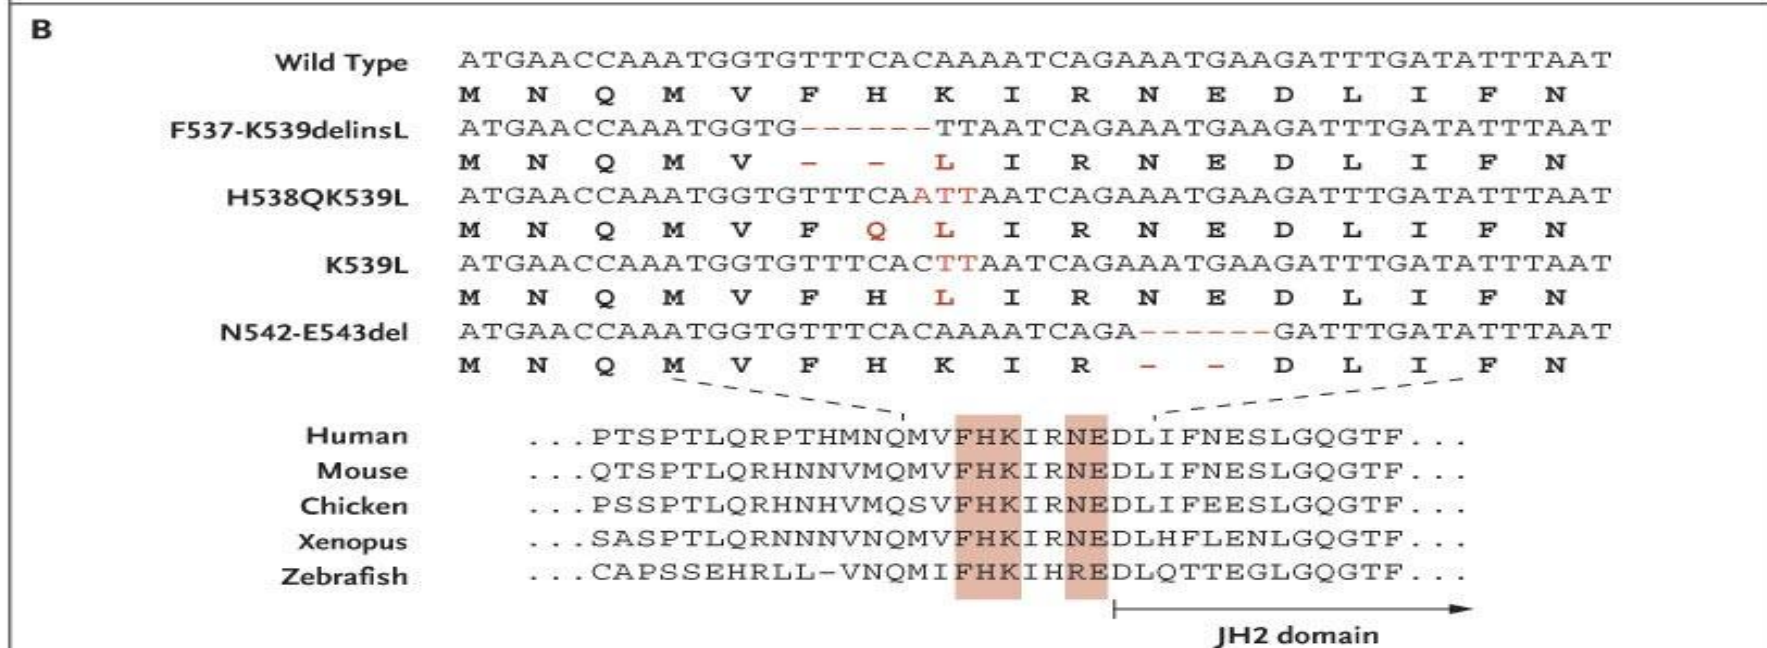 B
Wild Type ATGAACCAAATGGTGTTTCACAAAATCAGAAATGAAGATTTGATATTTAAT
M N Q M V F H K I R N E D L I F N
F537-K539delinsL ATGAACCAAATGGTG------TTAATCAGAAATGAAGATTTGATATTTAAT
M N Q M V - - L I R N E D L I F N
H538QK539L ATGAACCAAATGGTGTTTCAATTAATCAGAAATGAAGATTTGATATTTAAT
M N Q M V F Q L I R N E D L I F N
K539L ATGAACCAAATGGTGTTTCACTTAATCAGAAATGAAGATTTGATATTTAAT
M N Q M V F H L I R N E D L I F N
N542-E543del ATGAACCAAATGGTGTTTCACAAAATCAGA------GATTTGATATTTAAT
M N Q M V F H K I R - - D L I F N
Human ...PTSPTLQRPTHMNQMVFHKIRNEDLIFNESLGQGTF...
Mouse ...QTSPTLQRHNNVMQMVFHKIRNEDLIFNESLGQGTF...
Chicken ...PSSPTLQRHNHVMQSVFHKIRNEDLIFEESLGQGTF...
Xenopus ...SASPTLQRNNNVNQMVFHKIRNEDLHFLENLGQGTF...
Zebrafish ...CAPSSEHRLL-VNQMIFHKIHREDLQTTEGLGQGTF...
JH2 domain